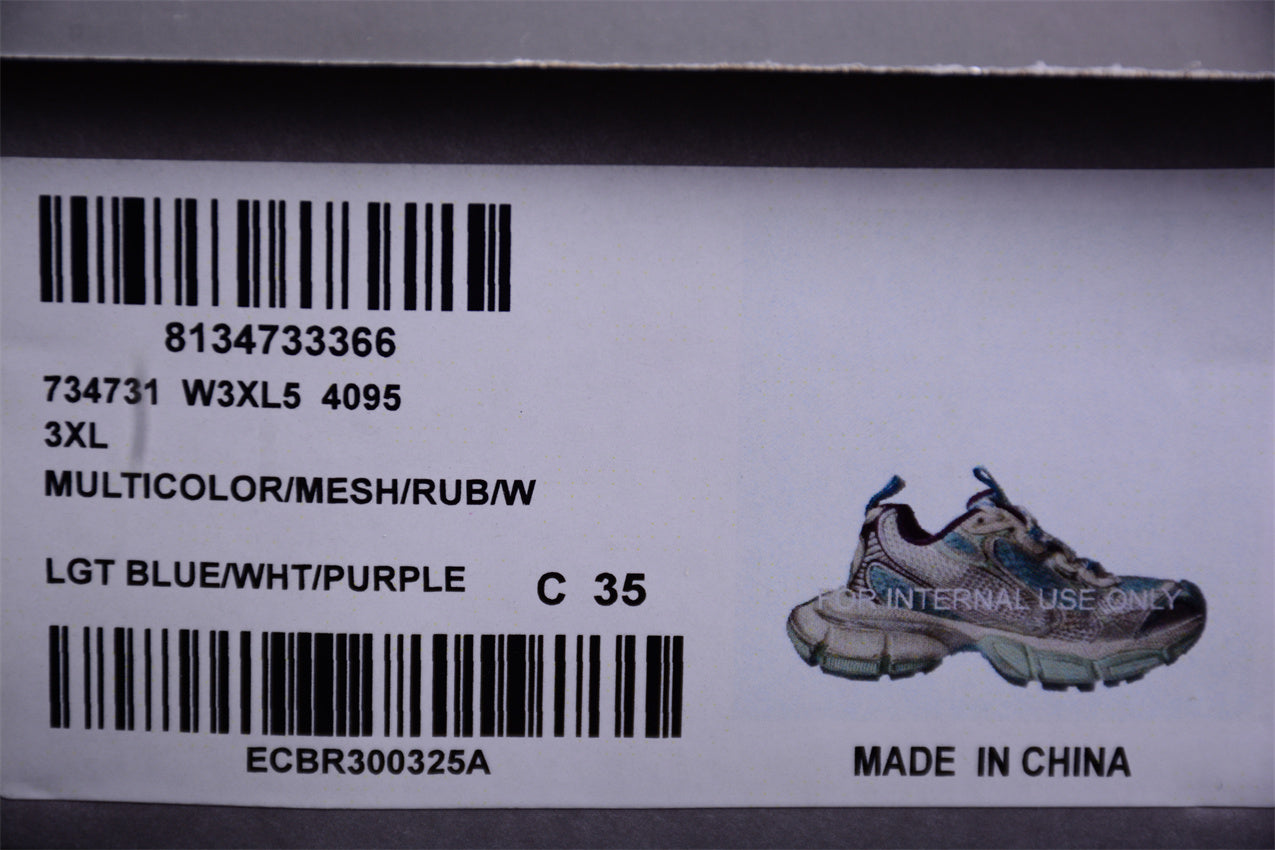 8134733366
734731 W3XL5 4095
3XL
MULTICOLOR/MESH/RUB/W
LGT BLUE/WHT/PURPLE C 35
FOR INTERNAL USE ONLY
ECBR300325A
MADE IN CHINA